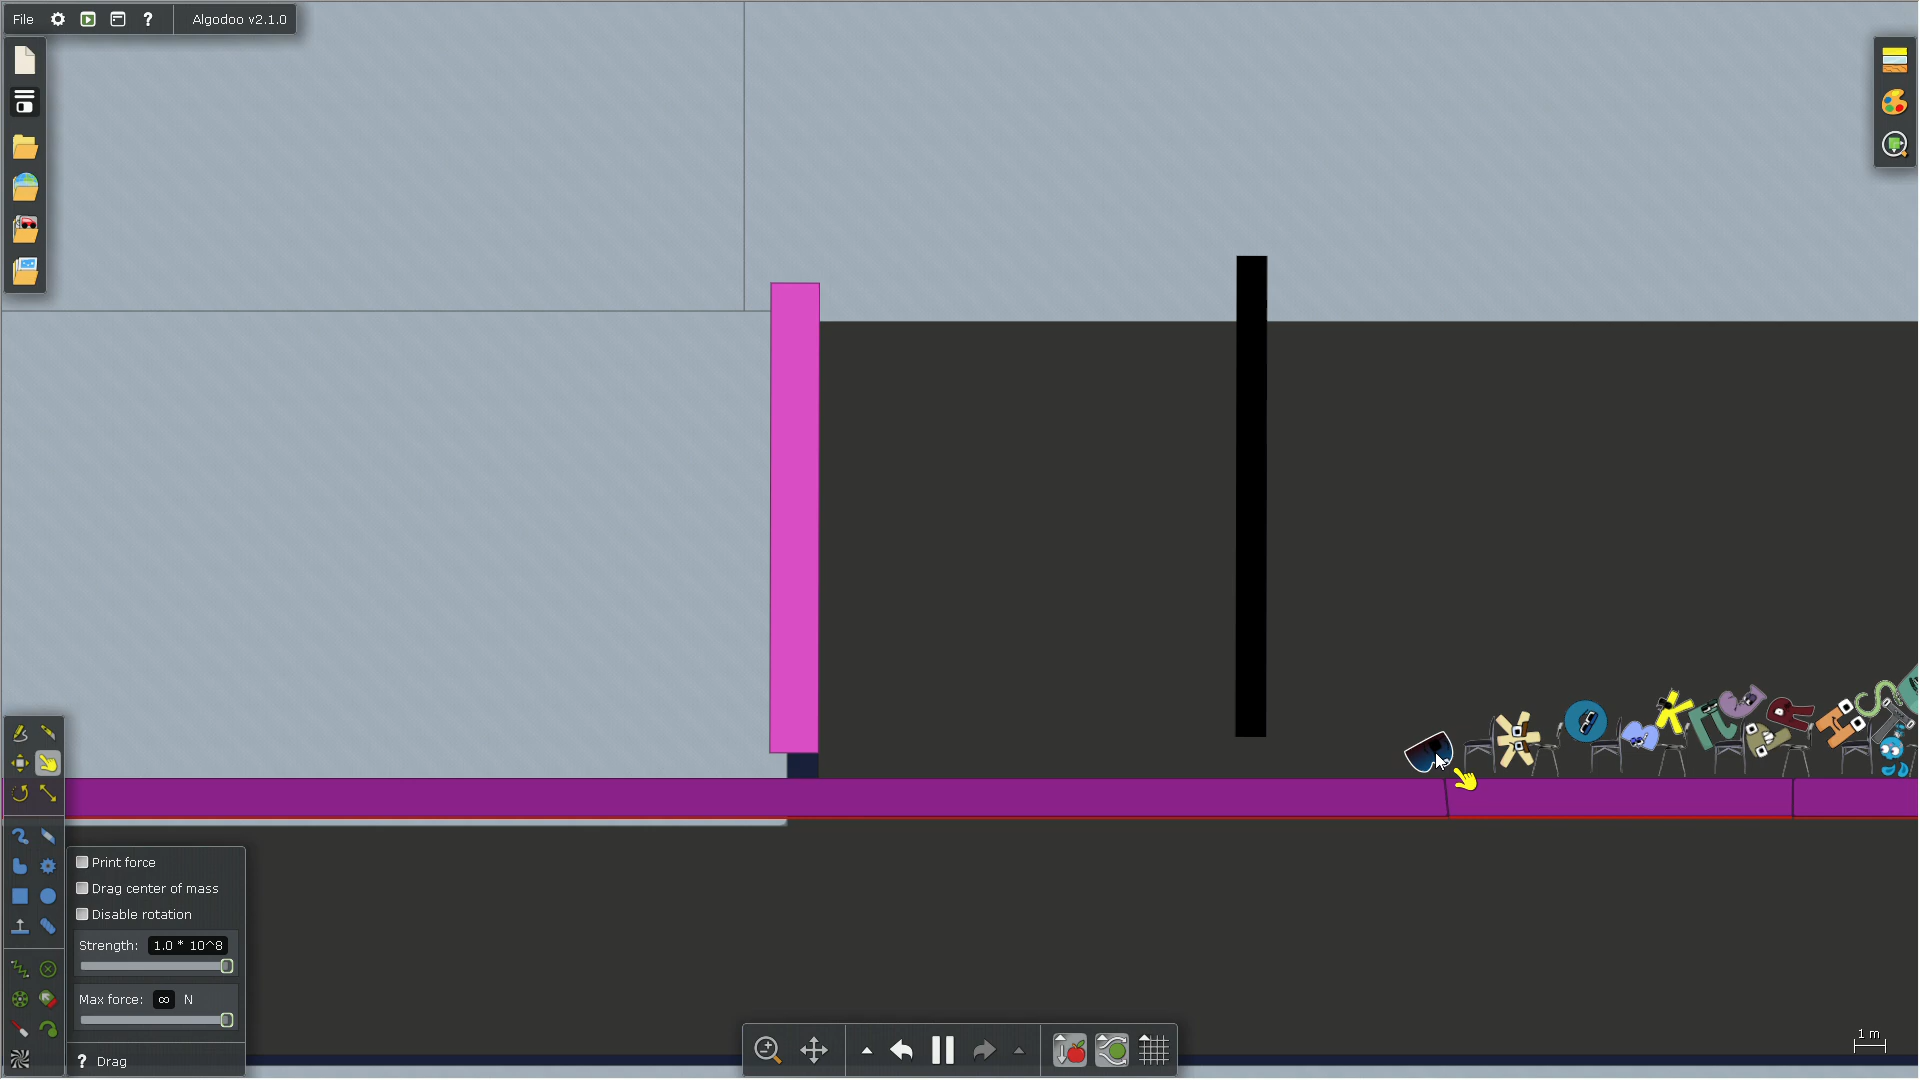 File ? Algodoo v2.1.0
Print force
Drag center of mass
Disable rotation
Strength: 1.0 * 10^8
Max force: ∞ N
? Drag
1 m